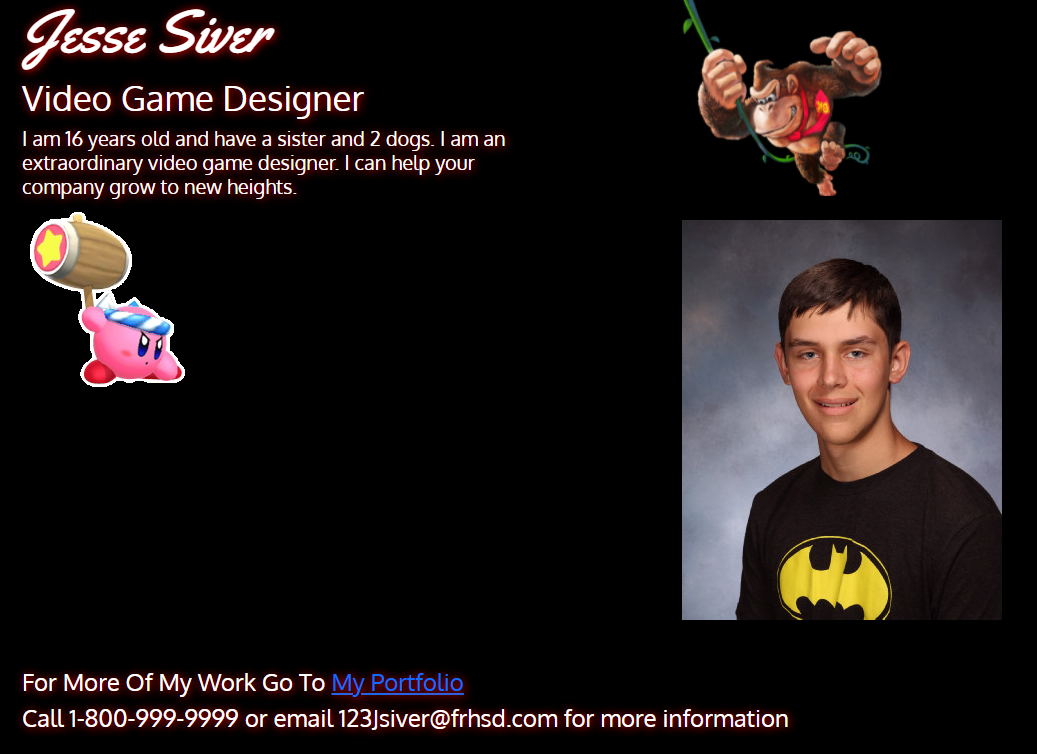 Jesse Siver
Video Game Designer
I am 16 years old and have a sister and 2 dogs. I am an
extraordinary video game designer. I can help your
company grow to new heights.
For More Of My Work Go To My Portfolio
Call 1-800-999-9999 or email 123Jsiver@frhsd.com for more information